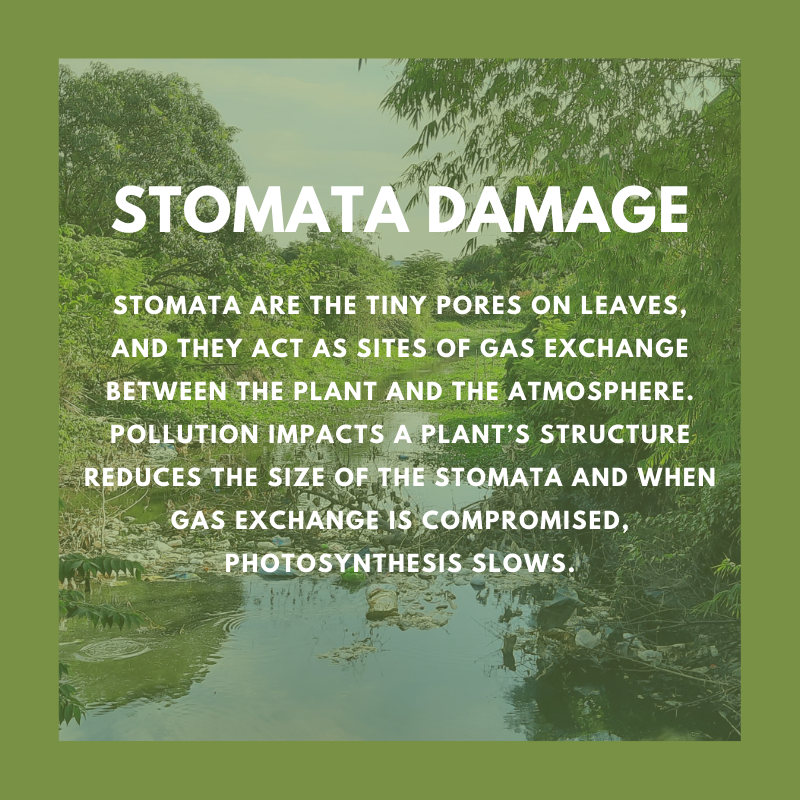 STOMATA DAMAGE
STOMATA ARE THE TINY PORES ON LEAVES,
AND THEY ACT AS SITES OF GAS EXCHANGE
BETWEEN THE PLANT AND THE ATMOSPHERE.
POLLUTION IMPACTS A PLANT’S STRUCTURE
REDUCES THE SIZE OF THE STOMATA AND WHEN
GAS EXCHANGE IS COMPROMISED,
PHOTOSYNTHESIS SLOWS.